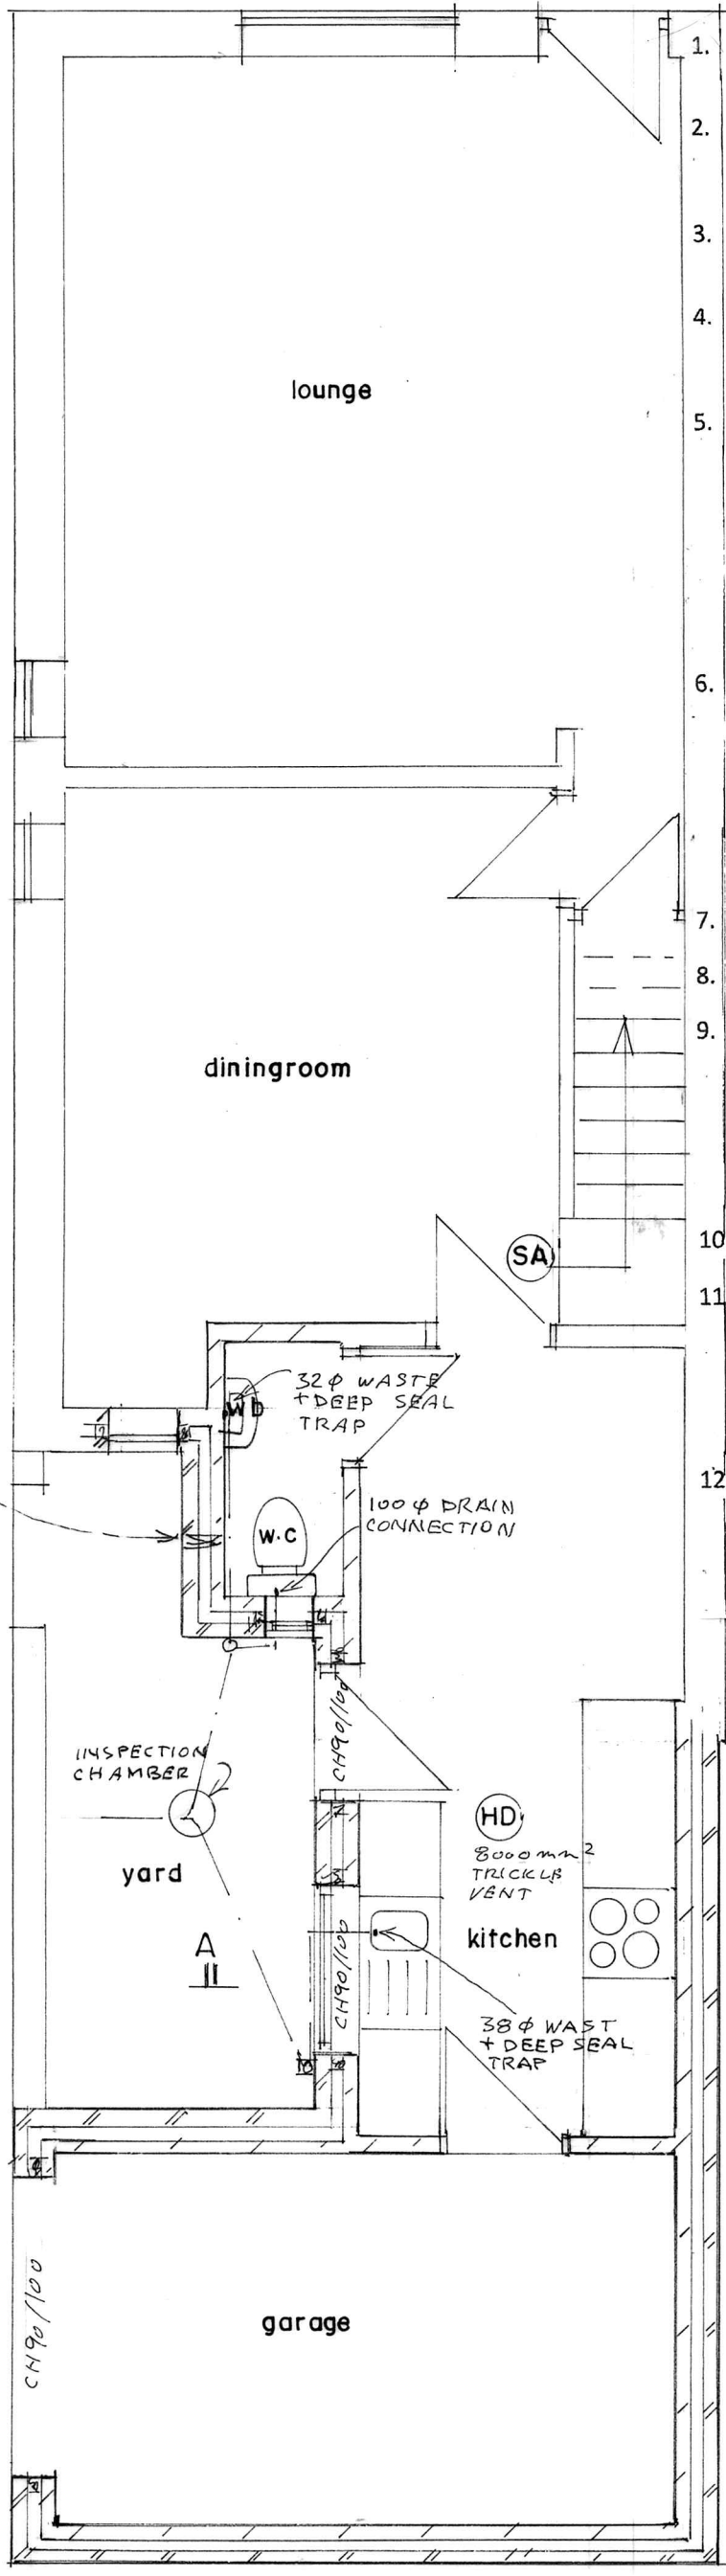 1.
2.
3.
4.
lounge
5.
6.
7.
8.
9.
diningroom
SA
10
11
32φ WASTE
+ DEEP SEAL
TRAP
Wb
12
100 φ DRAIN
CONNECTION
W.C
CH90/100
INSPECTION
CHAMBER
HD
8000mm²
TRICKLE
VENT
yard
kitchen
A
CH90/100
38φ WAST
+ DEEP SEAL
TRAP
CH90/100
garage